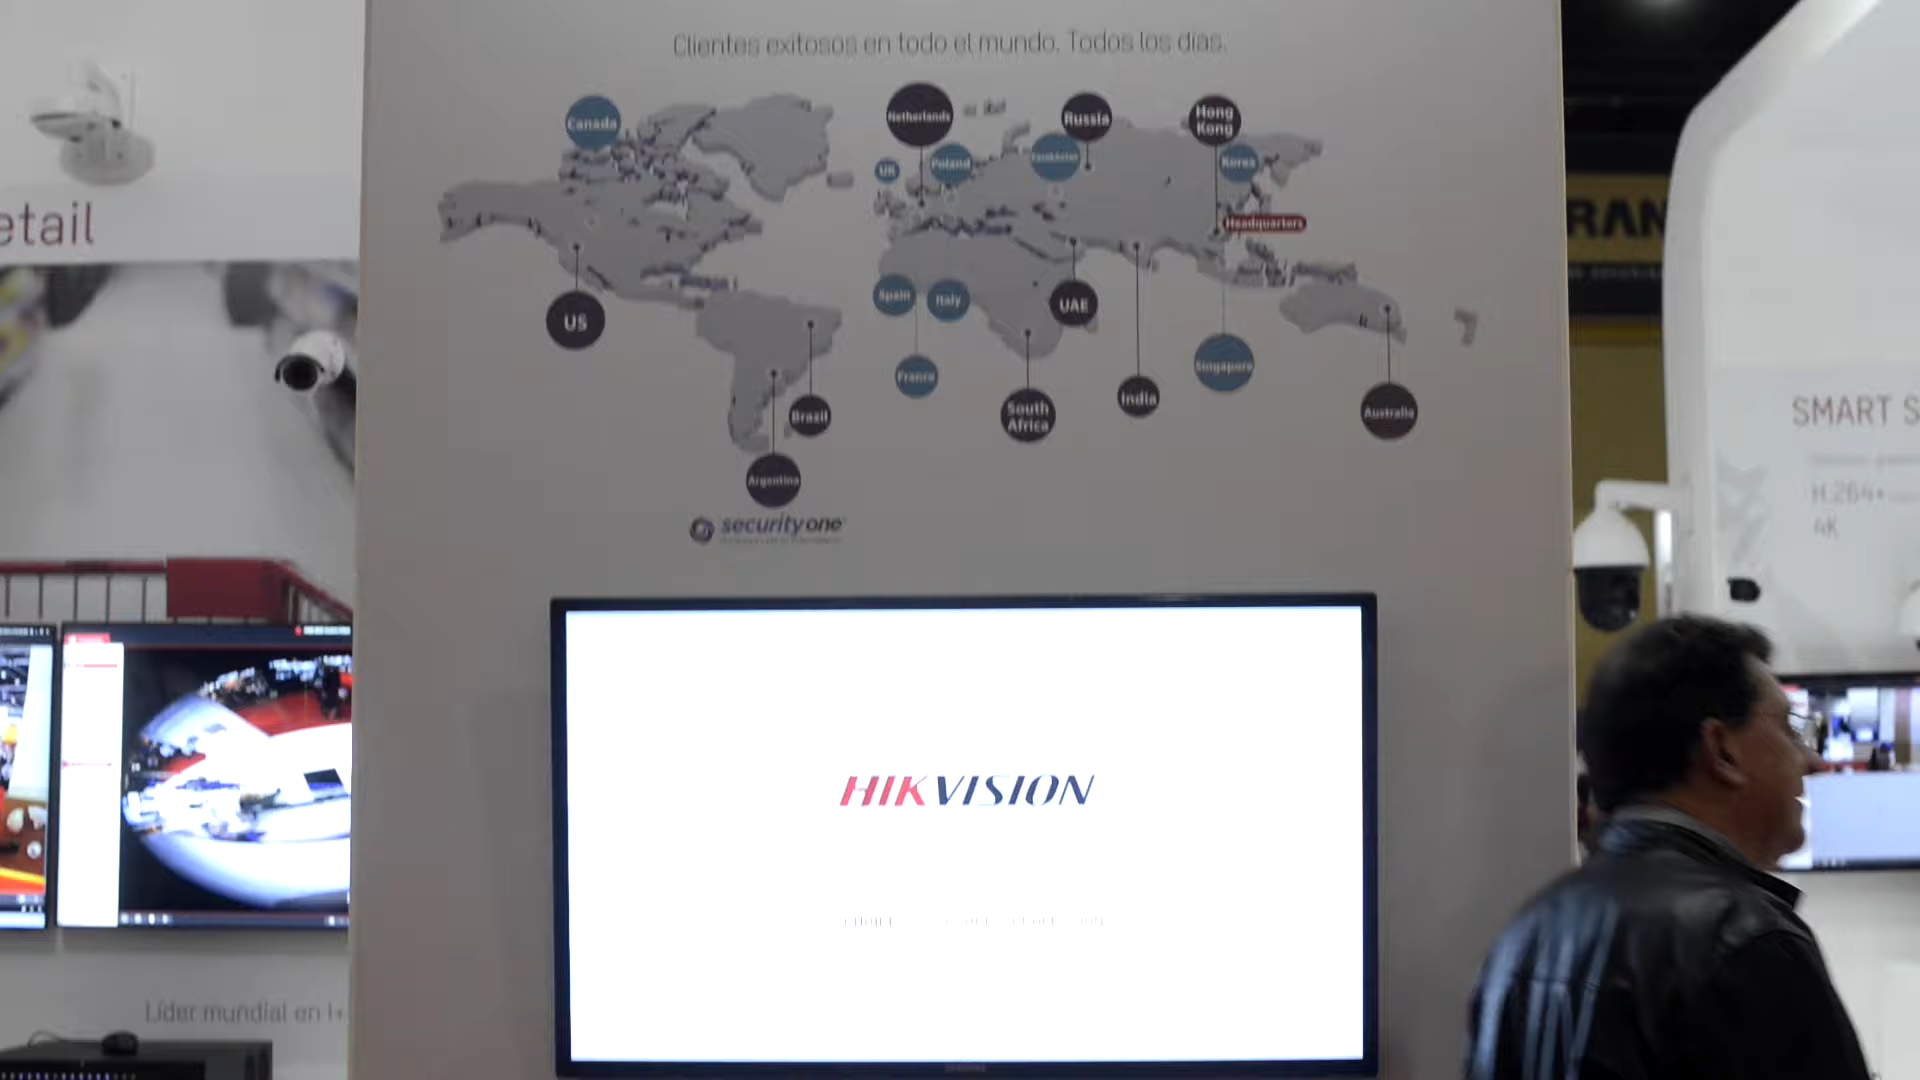 Clientes exitosos en todo el mundo. Todos los días.
Canada
Netherlands
Russia
Hong
Kong
UK
Poland
Korea
Headquarters
etail
RAN
Spain
Italy
UAE
US
France
Singapore
India
South
Africa
Brazil
Australia
Argentina
securityone
SMART S
H.264+
4K
HIKVISION
Líder mundial en I+